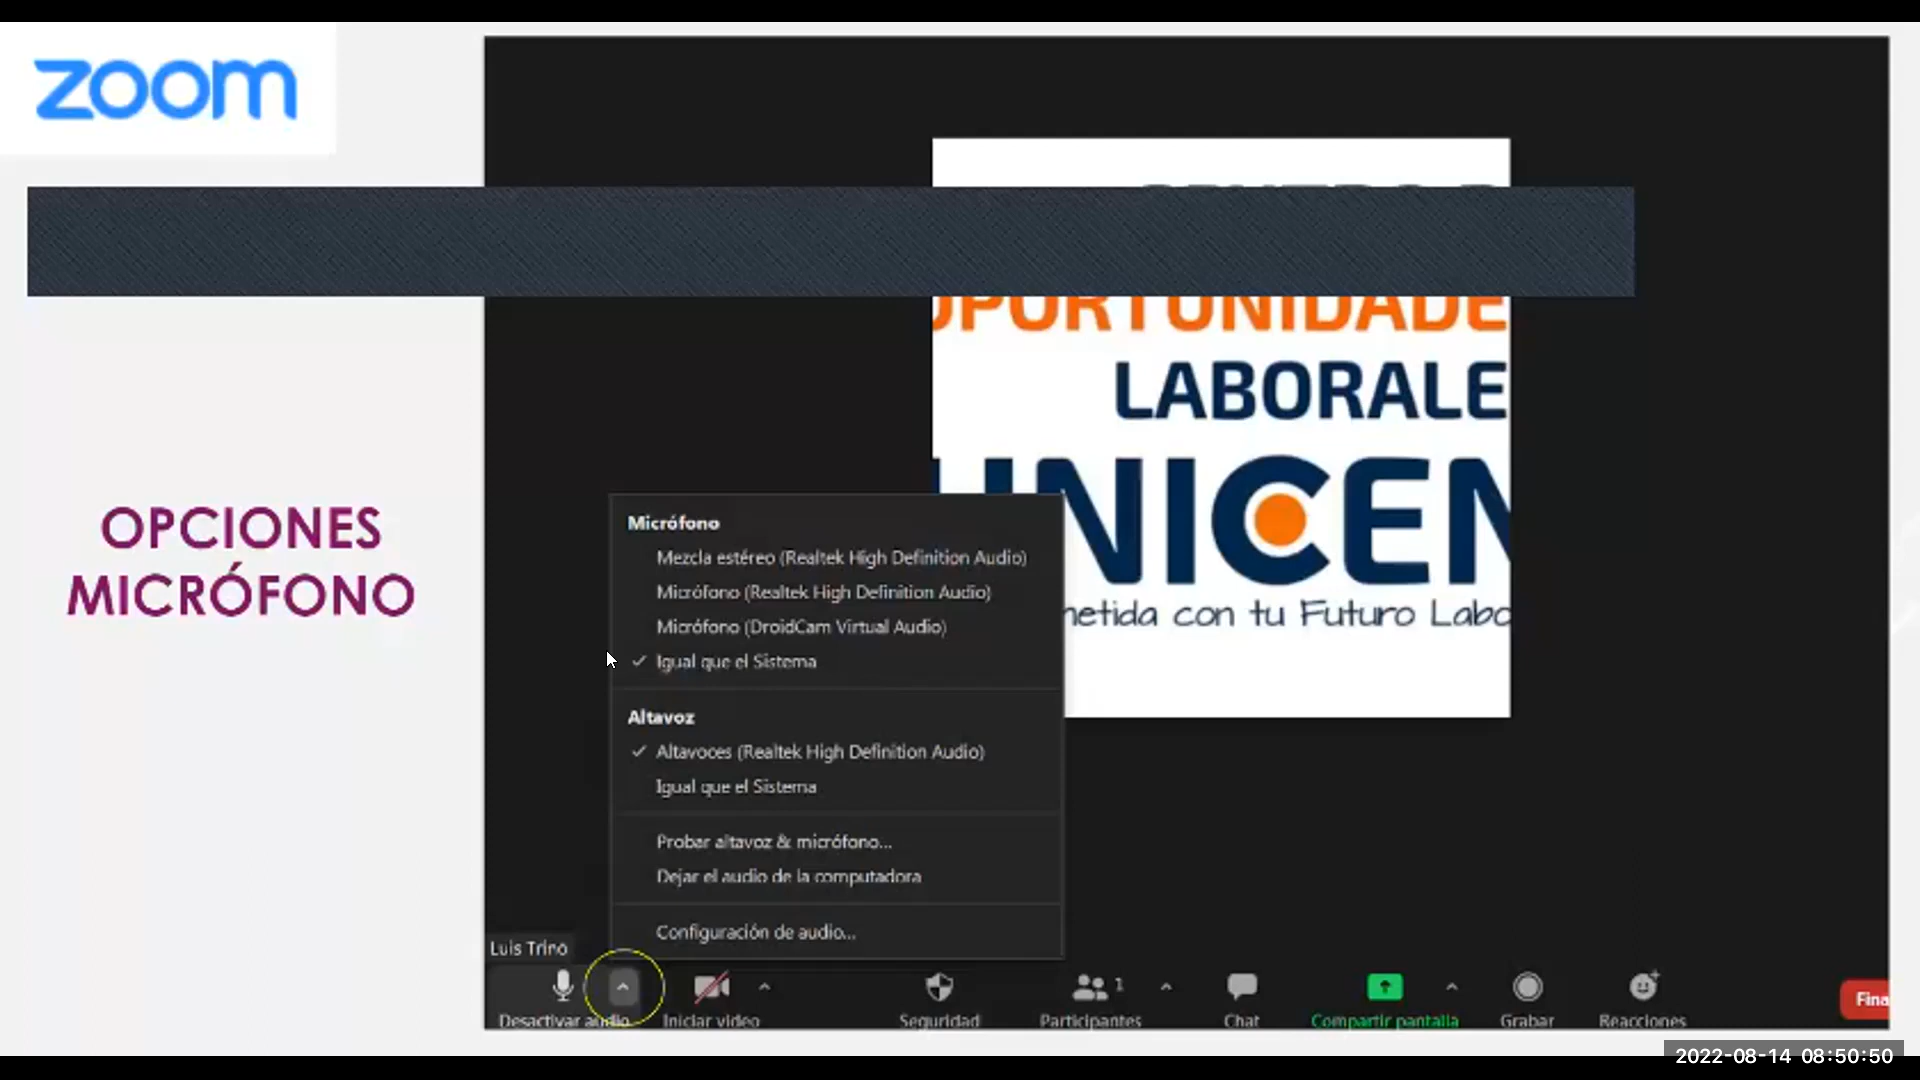 zoom
OPCIONES
MICRÓFONO
OPORTUNIDADE
LABORALE
UNICEN
metida con tu Futuro Labo
Micrófono
Mezcla estéreo (Realtek High Definition Audio)
Micrófono (Realtek High Definition Audio)
Micrófono (DroidCam Virtual Audio)
✓ Igual que el Sistema
Altavoz
✓ Altavoces (Realtek High Definition Audio)
Igual que el Sistema
Probar altavoz & micrófono...
Dejar el audio de la computadora
Configuración de audio...
Luis Trino
Desactivar audio Iniciar video Seguridad Participantes 1 Chat Compartir pantalla Grabar Reacciones Fina
2022-08-14 08:50:50